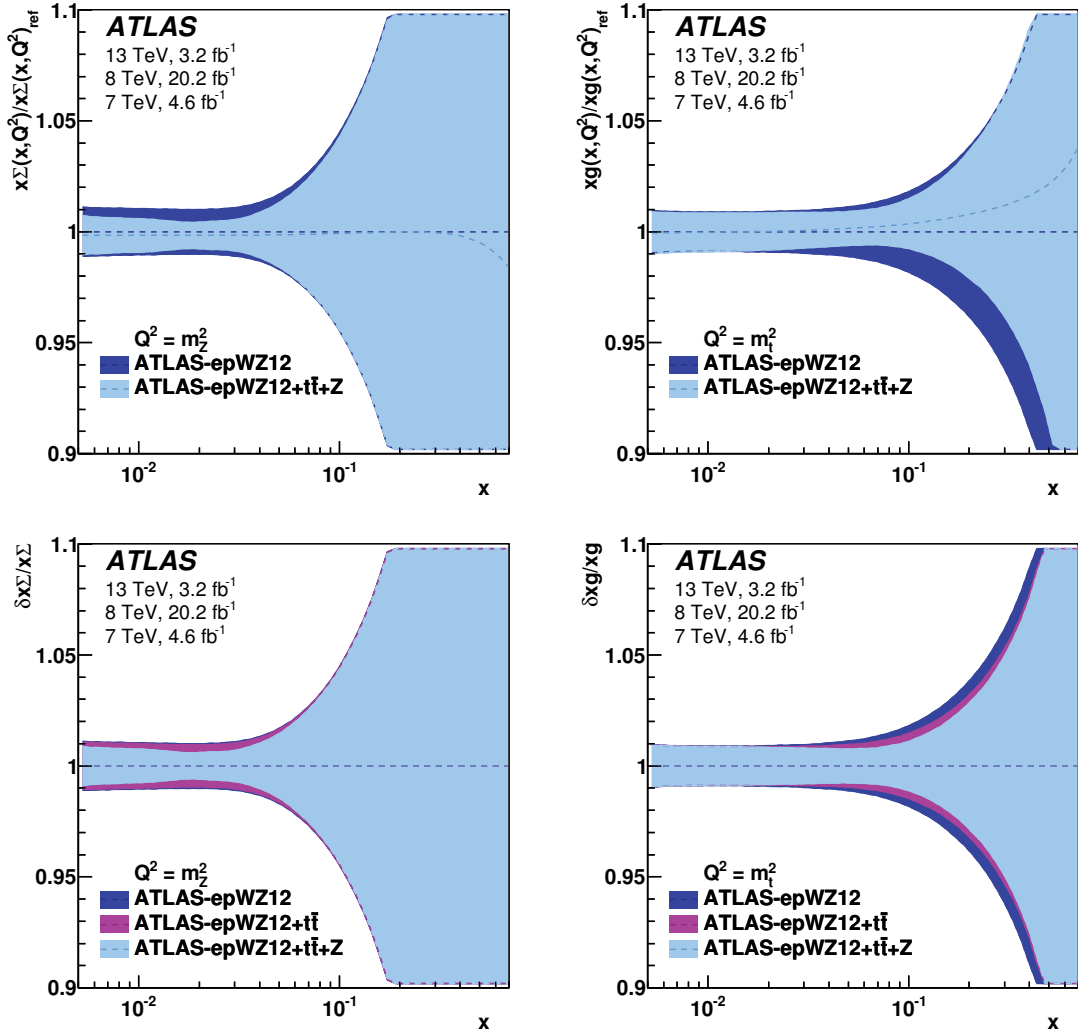 xΣ(x,Q²)/xΣ(x,Q²)ref
1.1
1.05
1
0.95
0.9
ATLAS
13 TeV, 3.2 fb⁻¹
8 TeV, 20.2 fb⁻¹
7 TeV, 4.6 fb⁻¹
Q² = m²Z
ATLAS-epWZ12
ATLAS-epWZ12+tt̄+Z
10⁻²
10⁻¹
x
xg(x,Q²)/xg(x,Q²)ref
1.1
1.05
1
0.95
0.9
ATLAS
13 TeV, 3.2 fb⁻¹
8 TeV, 20.2 fb⁻¹
7 TeV, 4.6 fb⁻¹
Q² = m²t
ATLAS-epWZ12
ATLAS-epWZ12+tt̄+Z
10⁻²
10⁻¹
x
δxΣ/xΣ
1.1
1.05
1
0.95
0.9
ATLAS
13 TeV, 3.2 fb⁻¹
8 TeV, 20.2 fb⁻¹
7 TeV, 4.6 fb⁻¹
Q² = m²Z
ATLAS-epWZ12
ATLAS-epWZ12+tt̄
ATLAS-epWZ12+tt̄+Z
10⁻²
10⁻¹
x
δxg/xg
1.1
1.05
1
0.95
0.9
ATLAS
13 TeV, 3.2 fb⁻¹
8 TeV, 20.2 fb⁻¹
7 TeV, 4.6 fb⁻¹
Q² = m²t
ATLAS-epWZ12
ATLAS-epWZ12+tt̄
ATLAS-epWZ12+tt̄+Z
10⁻²
10⁻¹
x